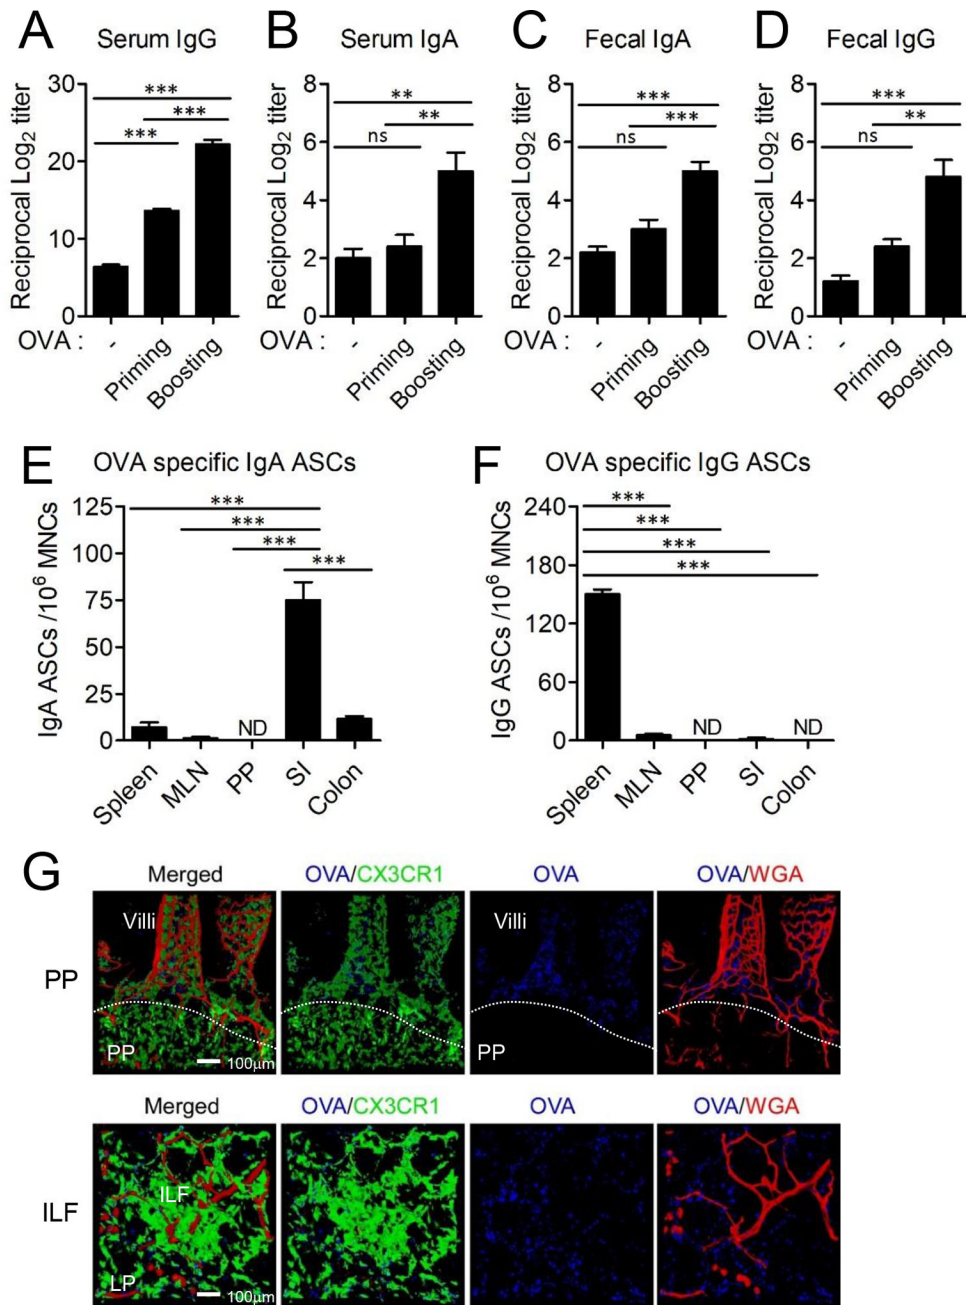 A Serum IgG
Reciprocal Log2 titer
30
20
10
0
***
***
***
OVA : - Priming Boosting
B Serum IgA
Reciprocal Log2 titer
8
6
4
2
0
**
**
ns
- Priming Boosting
C Fecal IgA
Reciprocal Log2 titer
8
6
4
2
0
***
***
ns
OVA : - Priming Boosting
D Fecal IgG
Reciprocal Log2 titer
8
6
4
2
0
***
**
ns
OVA : - Priming Boosting
E OVA specific IgA ASCs
IgA ASCs /10^6 MNCs
125
100
75
50
25
0
***
***
***
***
ND
Spleen MLN PP SI Colon
F OVA specific IgG ASCs
IgG ASCs /10^6 MNCs
240
180
120
60
0
***
***
***
***
ND ND
Spleen MLN PP SI Colon
G
Merged OVA/CX3CR1 OVA OVA/WGA
PP
Villi Villi
PP PP
100μm
Merged OVA/CX3CR1 OVA OVA/WGA
ILF
ILF
LP
100μm